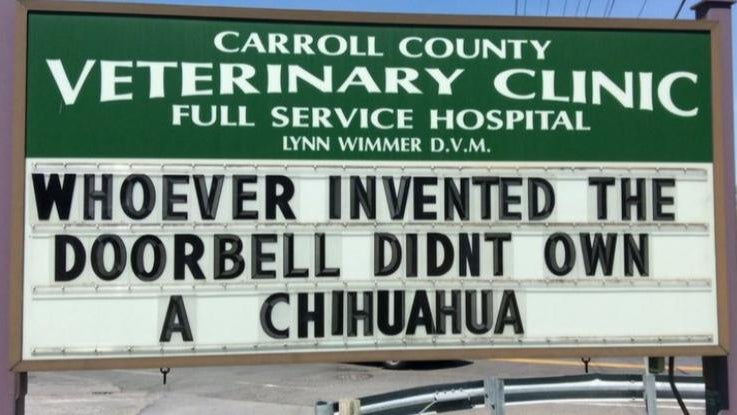 CARROLL COUNTY
VETERINARY CLINIC
FULL SERVICE HOSPITAL
LYNN WIMMER D.V.M.
WHOEVER INVENTED THE
DOORBELL DIDNT OWN
A CHIHUAHUA